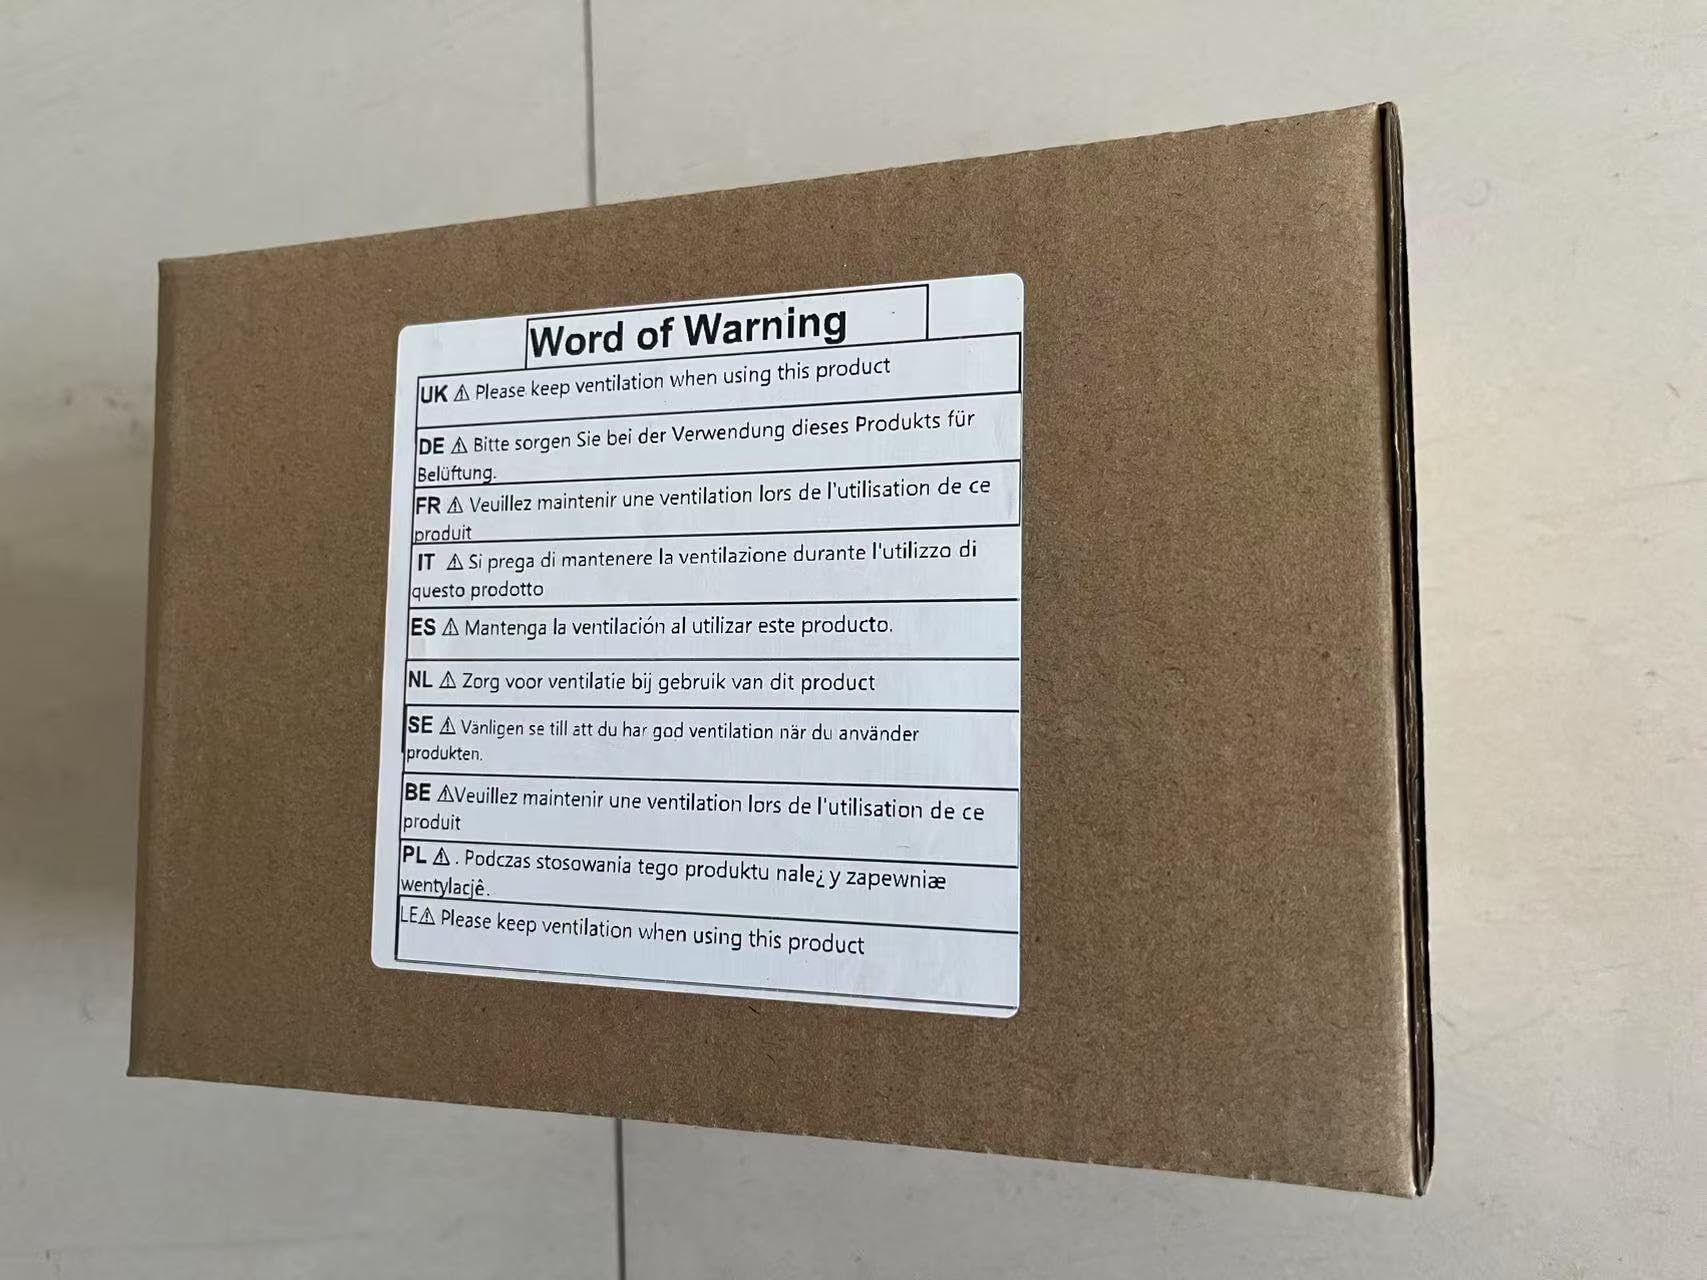 Word of Warning
UK ⚠ Please keep ventilation when using this product
DE ⚠ Bitte sorgen Sie bei der Verwendung dieses Produkts für
Belüftung.
FR ⚠ Veuillez maintenir une ventilation lors de l'utilisation de ce
produit
IT ⚠ Si prega di mantenere la ventilazione durante l'utilizzo di
questo prodotto
ES ⚠ Mantenga la ventilación al utilizar este producto.
NL ⚠ Zorg voor ventilatie bij gebruik van dit product
SE ⚠ Vänligen se till att du har god ventilation när du använder
produkten.
BE ⚠Veuillez maintenir une ventilation lors de l'utilisation de ce
produit
PL ⚠ . Podczas stosowania tego produktu nale¿y zapewniæ
wentylacjê.
LE⚠ Please keep ventilation when using this product